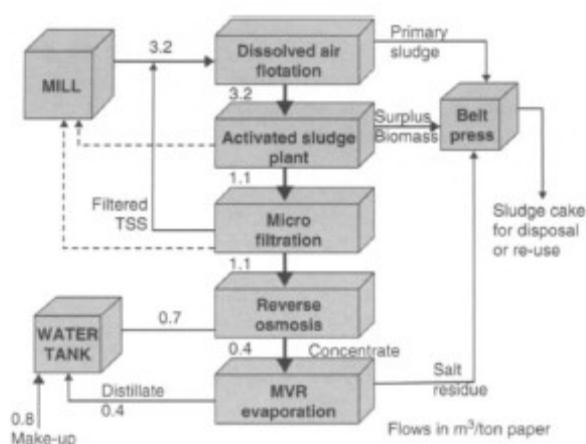 3.2
Dissolved air
flotation
Primary
sludge
MILL
3.2
Activated sludge
plant
Surplus
Biomass
Belt
press
1.1
Filtered
TSS
Micro
filtration
Sludge cake
for disposal
or re-use
1.1
Reverse
osmosis
0.7
WATER
TANK
0.4
Concentrate
Salt
residue
Distillate
0.4
MVR
evaporation
0.8
Make-up
Flows in m³/ton paper